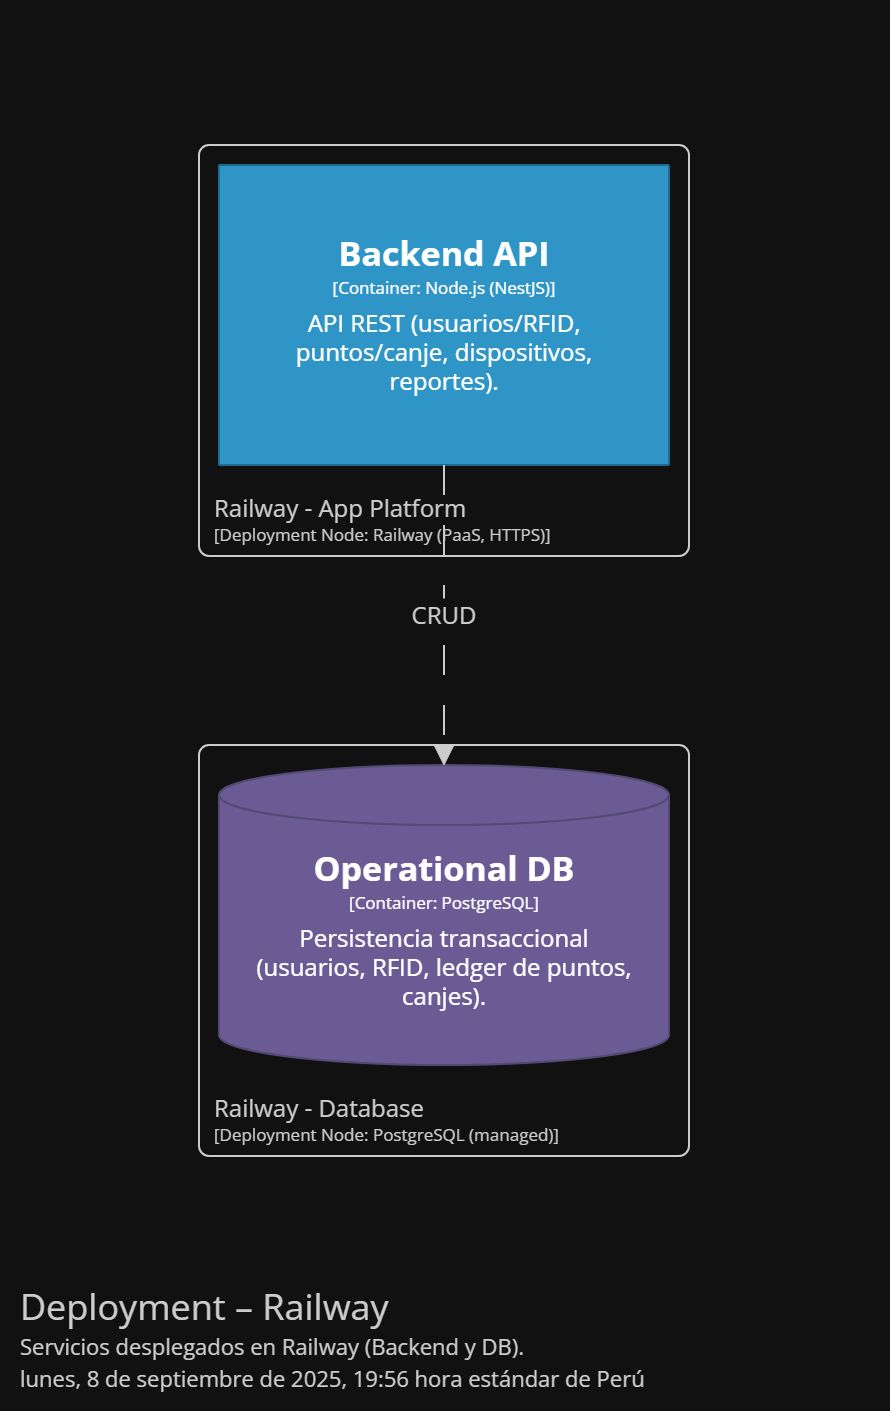 Backend API
[Container: Node.js (NestJS)]
API REST (usuarios/RFID,
puntos/canje, dispositivos,
reportes).
Railway - App Platform
[Deployment Node: Railway (PaaS, HTTPS)]
CRUD
Operational DB
[Container: PostgreSQL]
Persistencia transaccional
(usuarios, RFID, ledger de puntos,
canjes).
Railway - Database
[Deployment Node: PostgreSQL (managed)]
Deployment – Railway
Servicios desplegados en Railway (Backend y DB).
lunes, 8 de septiembre de 2025, 19:56 hora estándar de Perú